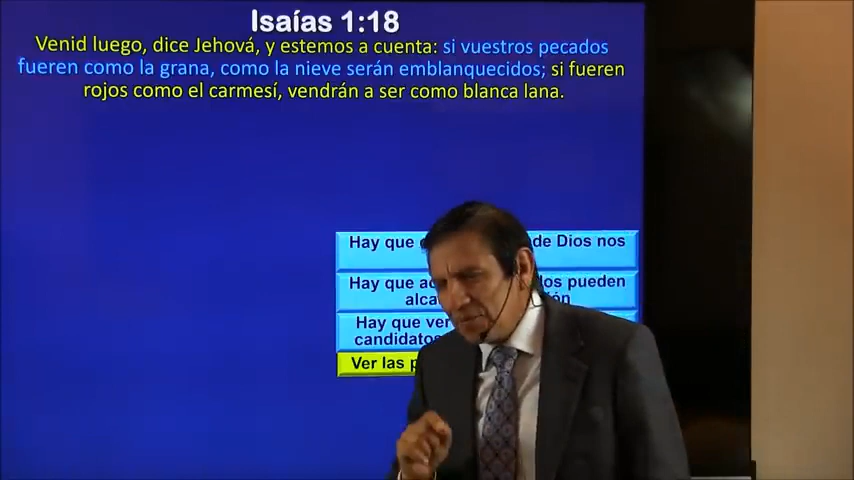 Isaías 1:18
Venid luego, dice Jehová, y estemos a cuenta: si vuestros pecados
fueren como la grana, como la nieve serán emblanquecidos; si fueren
rojos como el carmesí, vendrán a ser como blanca lana.
Hay que de Dios nos
Hay que los pueden
Hay que ver
candidatos
Ver las